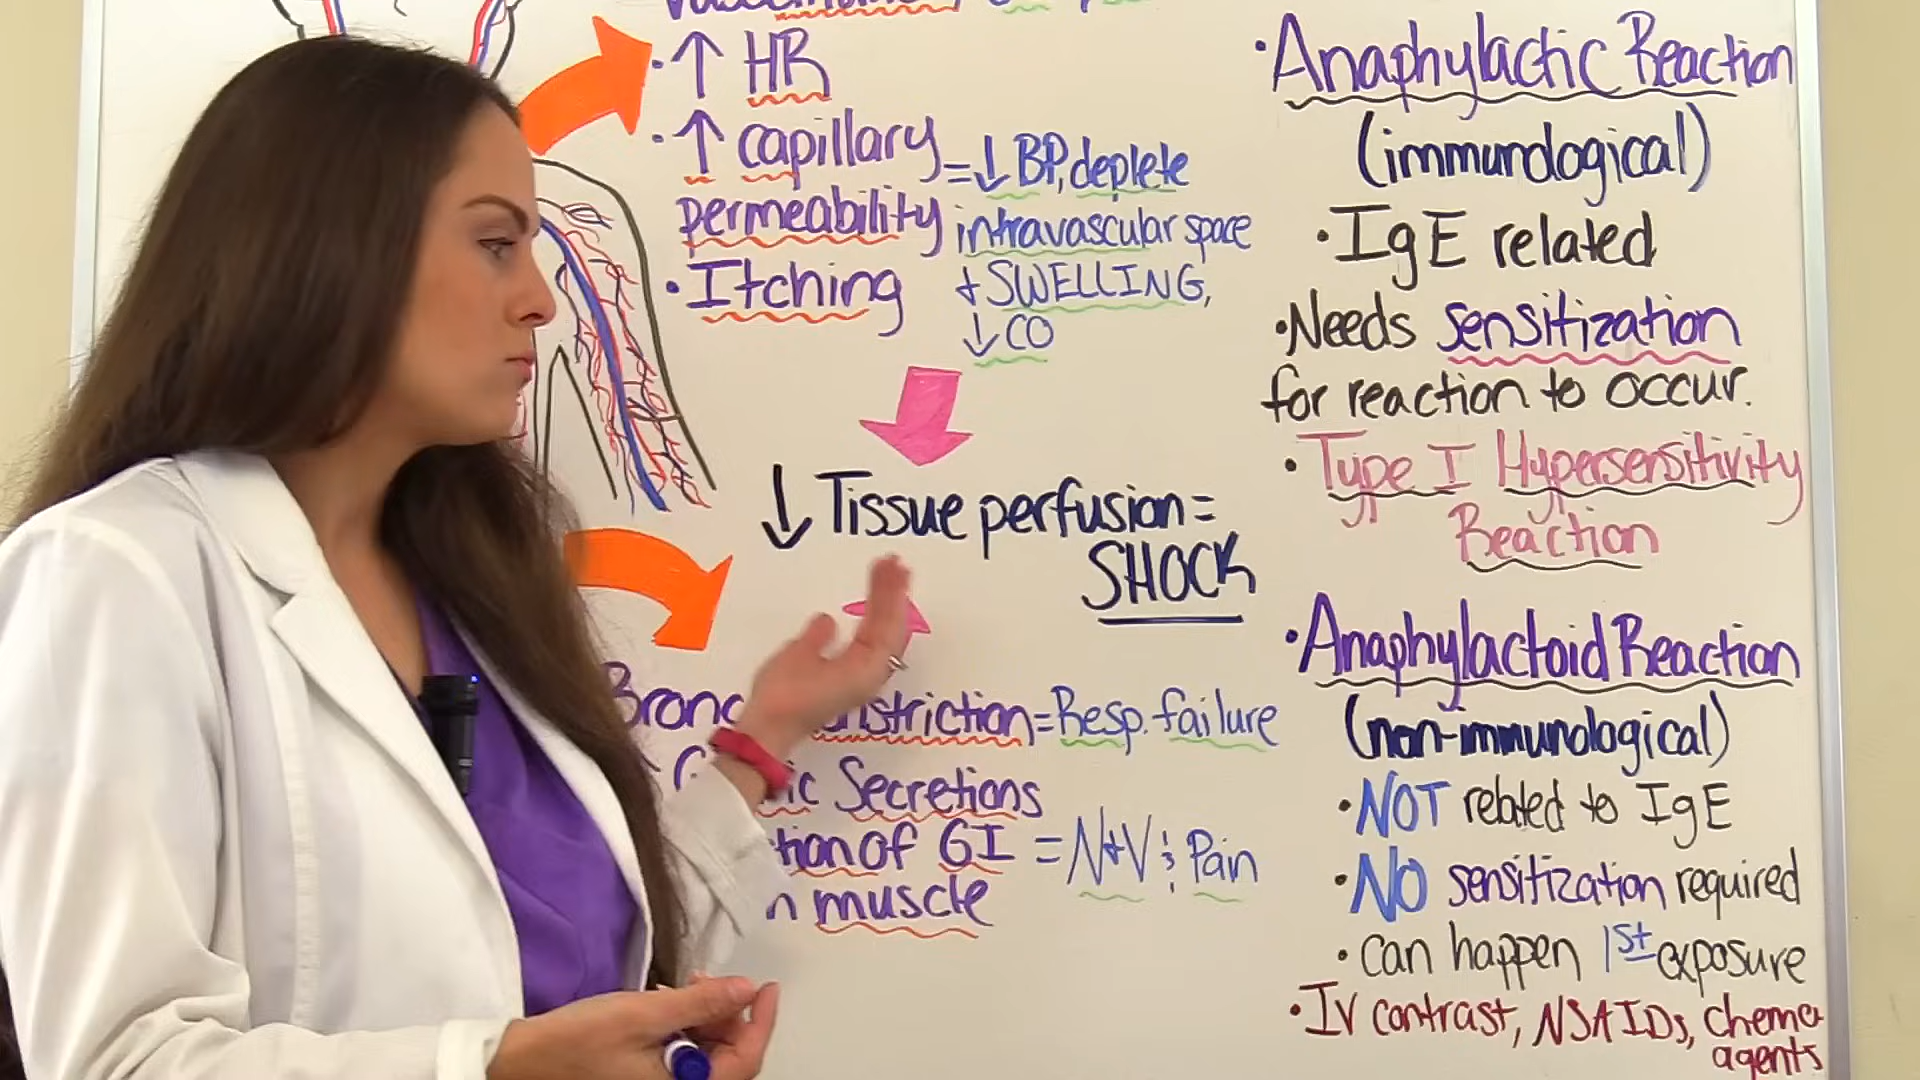 • ↑ HR
• ↑ capillary
permeability
= ↓ BP, deplete
intravascular space
+ SWELLING,
↓ CO
• Itching
↓ Tissue perfusion =
SHOCK
= Resp. failure
Secretions
of GI
muscle
= N+V & Pain
• Anaphylactic Reaction
(immunological)
• IgE related
• Needs sensitization
for reaction to occur.
• Type I Hypersensitivity
Reaction
• Anaphylactoid Reaction
(non-immunological)
• NOT related to IgE
• NO sensitization required
• can happen 1st exposure
• IV contrast, NSAIDs, chemo
agents